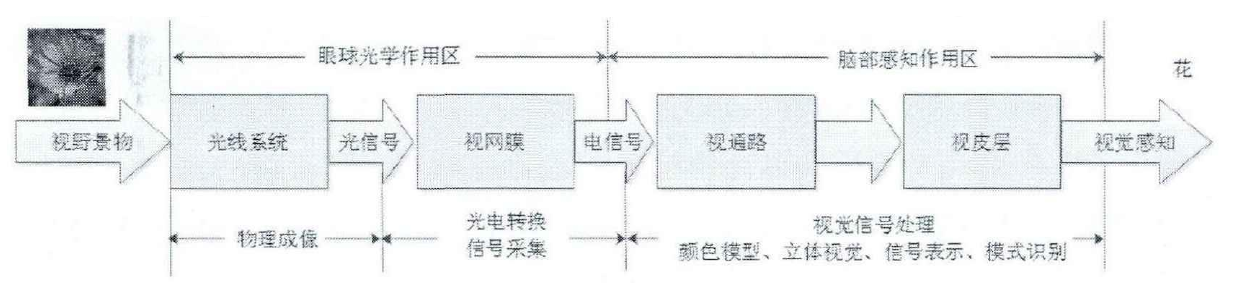 眼球光学作用区
脑部感知作用区
花
视野景物
光线系统
光信号
视网膜
电信号
视通路
视皮层
视觉感知
物理成像
光电转换
信号采集
视觉信号处理
颜色模型、立体视觉、信号表示、模式识别